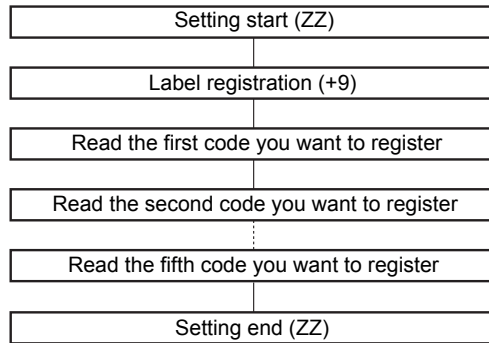 Setting start (ZZ)
Label registration (+9)
Read the first code you want to register
Read the second code you want to register
Read the fifth code you want to register
Setting end (ZZ)